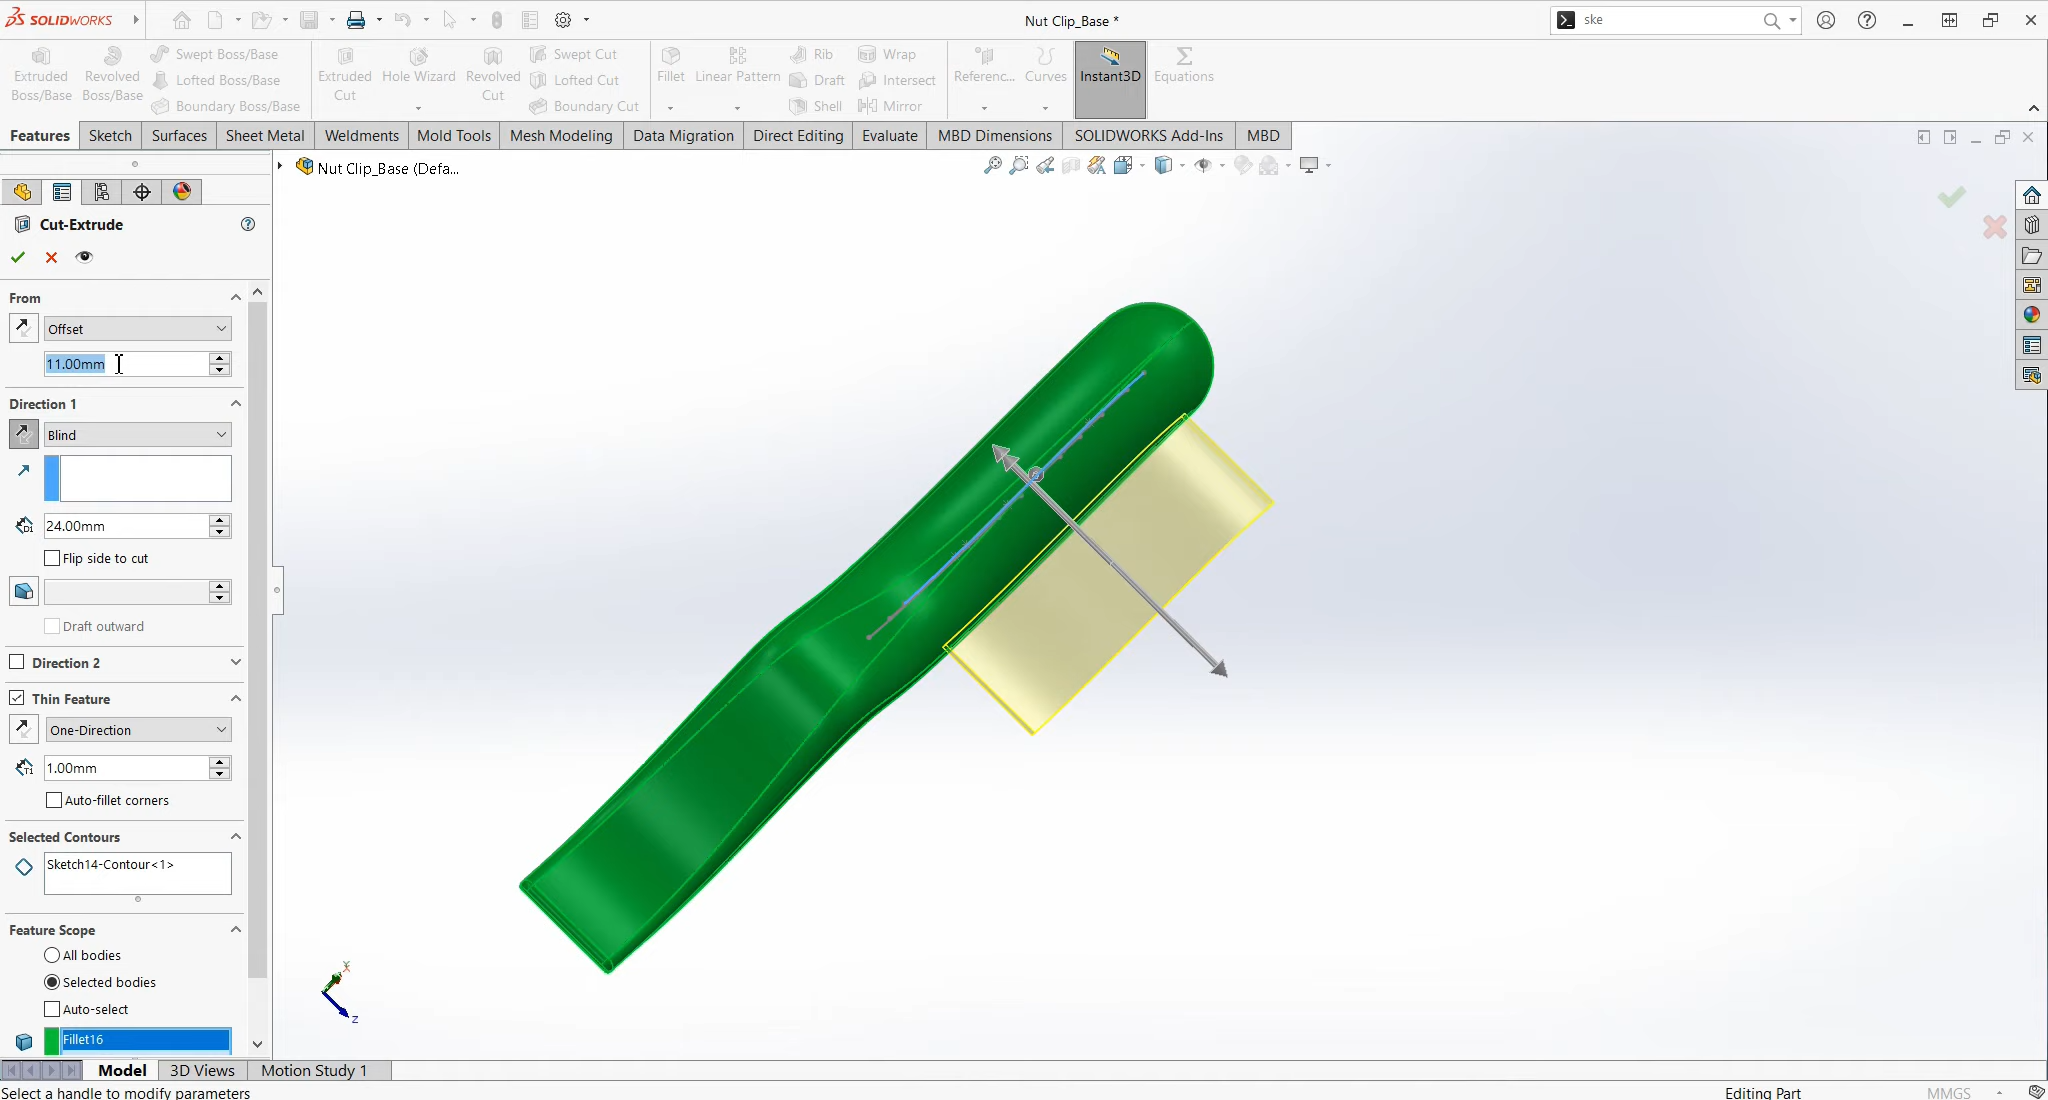 SOLIDWORKS
Nut Clip_Base *
ske
Extruded Boss/Base
Revolved Boss/Base
Swept Boss/Base
Lofted Boss/Base
Boundary Boss/Base
Extruded Cut
Hole Wizard
Revolved Cut
Swept Cut
Lofted Cut
Boundary Cut
Fillet
Linear Pattern
Rib
Draft
Shell
Wrap
Intersect
Mirror
Referenc...
Curves
Instant3D
Equations
Features
Sketch
Surfaces
Sheet Metal
Weldments
Mold Tools
Mesh Modeling
Data Migration
Direct Editing
Evaluate
MBD Dimensions
SOLIDWORKS Add-Ins
MBD
Nut Clip_Base (Defa...
Cut-Extrude
From
Offset
11.00mm
Direction 1
Blind
D1
24.00mm
Flip side to cut
Draft outward
Direction 2
Thin Feature
One-Direction
T1
1.00mm
Auto-fillet corners
Selected Contours
Sketch14-Contour<1>
Feature Scope
All bodies
Selected bodies
Auto-select
Fillet16
Z
Model
3D Views
Motion Study 1
Select a handle to modify parameters
Editing Part
MMGS